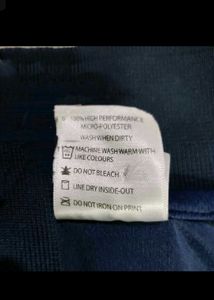 100% HIGH PERFORMANCE
MICRO-POLYESTER
WASH WHEN DIRTY
MACHINE WASH WARM WITH
LIKE COLOURS
DO NOT BLEACH
LINE DRY INSIDE-OUT
DO NOT IRON ON PRINT